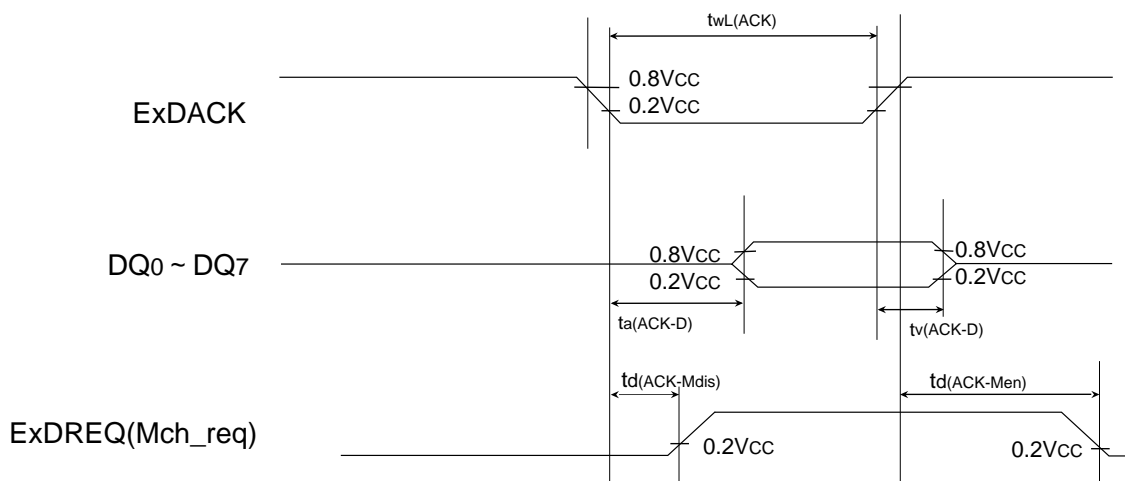 twL(ACK)
ExDACK
0.8VCC
0.2VCC
DQ0 ~ DQ7
0.8VCC
0.2VCC
0.8VCC
0.2VCC
ta(ACK-D)
tv(ACK-D)
td(ACK-Mdis)
td(ACK-Men)
ExDREQ(Mch_req)
0.2VCC
0.2VCC